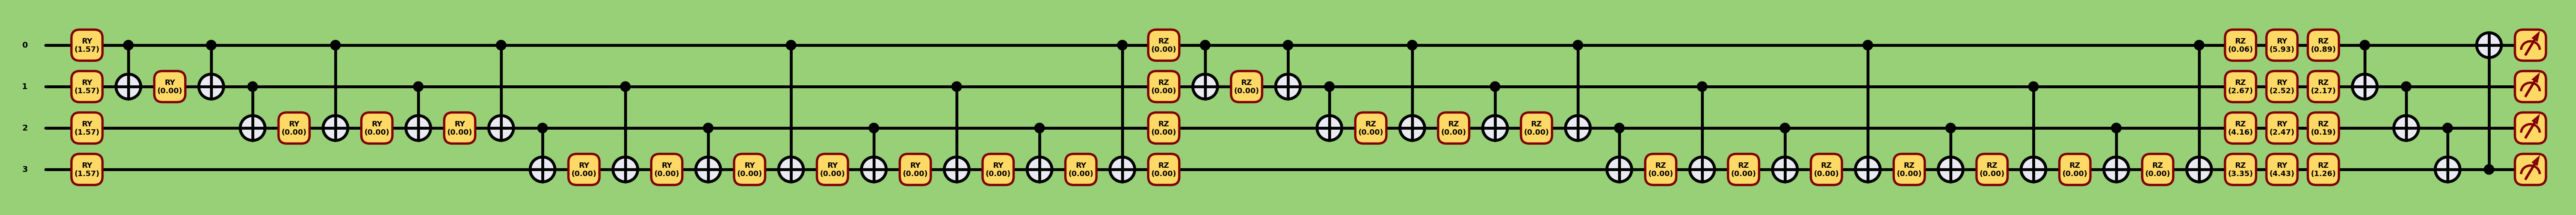 0 RY (1.57) RZ (0.00) RZ (0.06) RY (5.93) RZ (0.89)
1 RY (1.57) RY (0.00) RZ (0.00) RZ (0.00) RZ (2.67) RY (2.52) RZ (2.17)
2 RY (1.57) RY (0.00) RY (0.00) RY (0.00) RZ (0.00) RZ (0.00) RZ (0.00) RZ (0.00) RZ (4.16) RY (2.47) RZ (0.19)
3 RY (1.57) RY (0.00) RY (0.00) RY (0.00) RY (0.00) RY (0.00) RY (0.00) RY (0.00) RZ (0.00) RZ (0.00) RZ (0.00) RZ (0.00) RZ (0.00) RZ (0.00) RZ (0.00) RZ (0.00) RZ (3.35) RY (4.43) RZ (1.26)